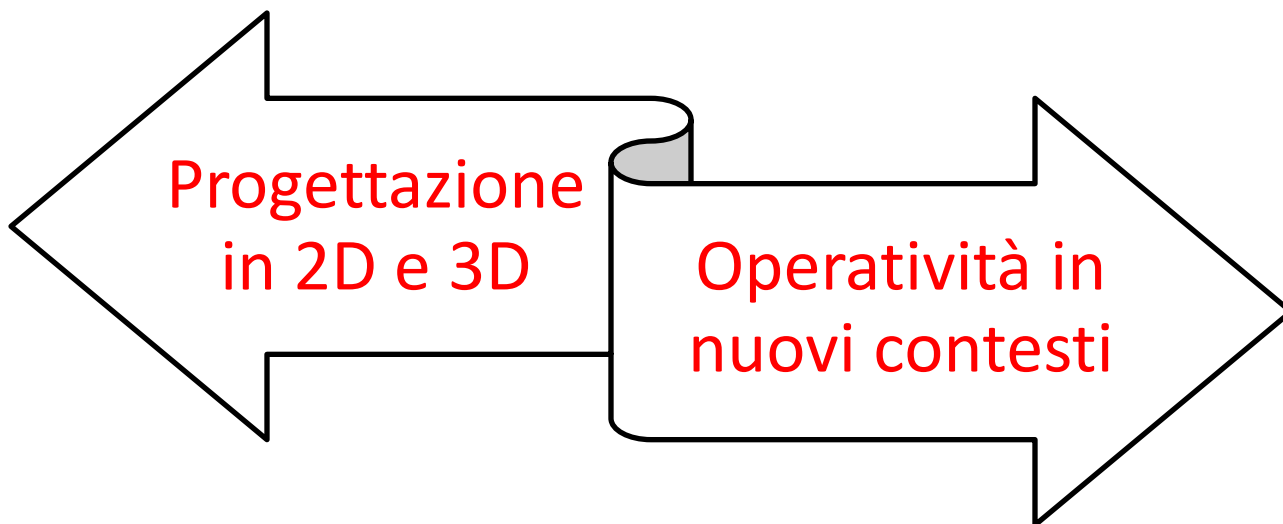 Progettazione
in 2D e 3D
Operatività in
nuovi contesti